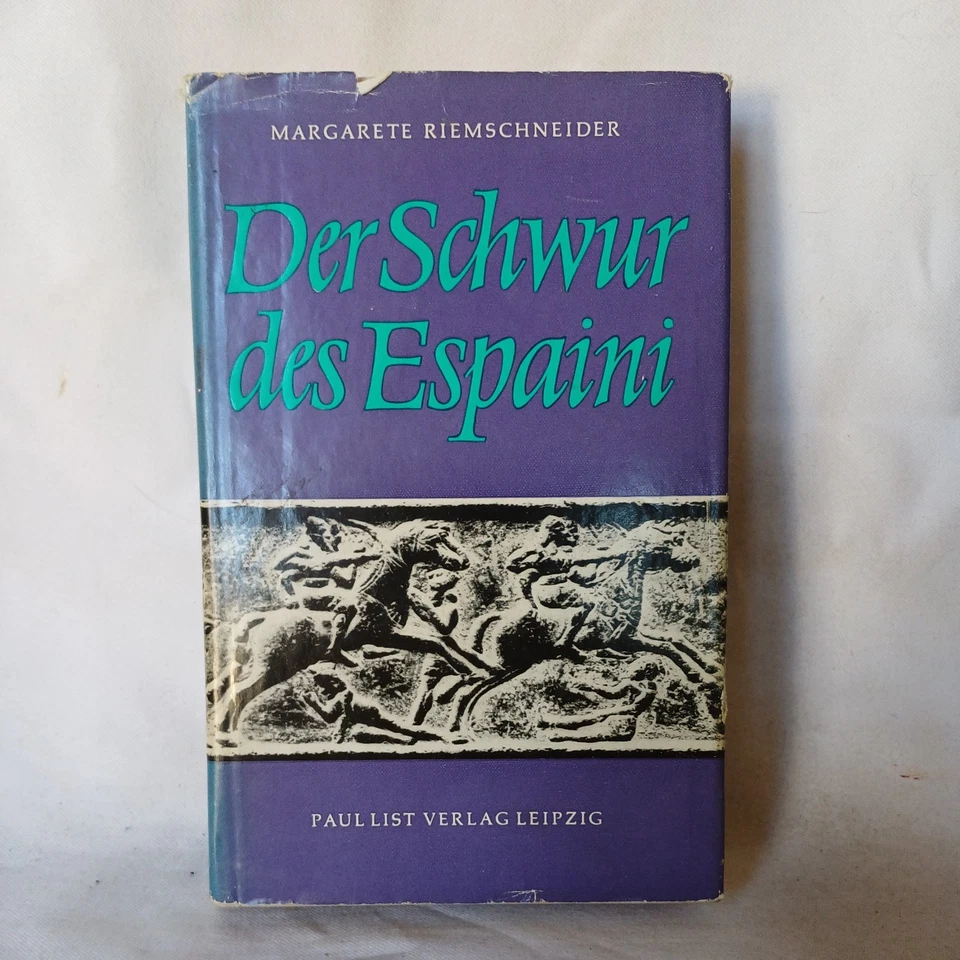 MARGARETE RIEMSCHNEIDER
Der Schwur
des Espaini
PAUL LIST VERLAG LEIPZIG